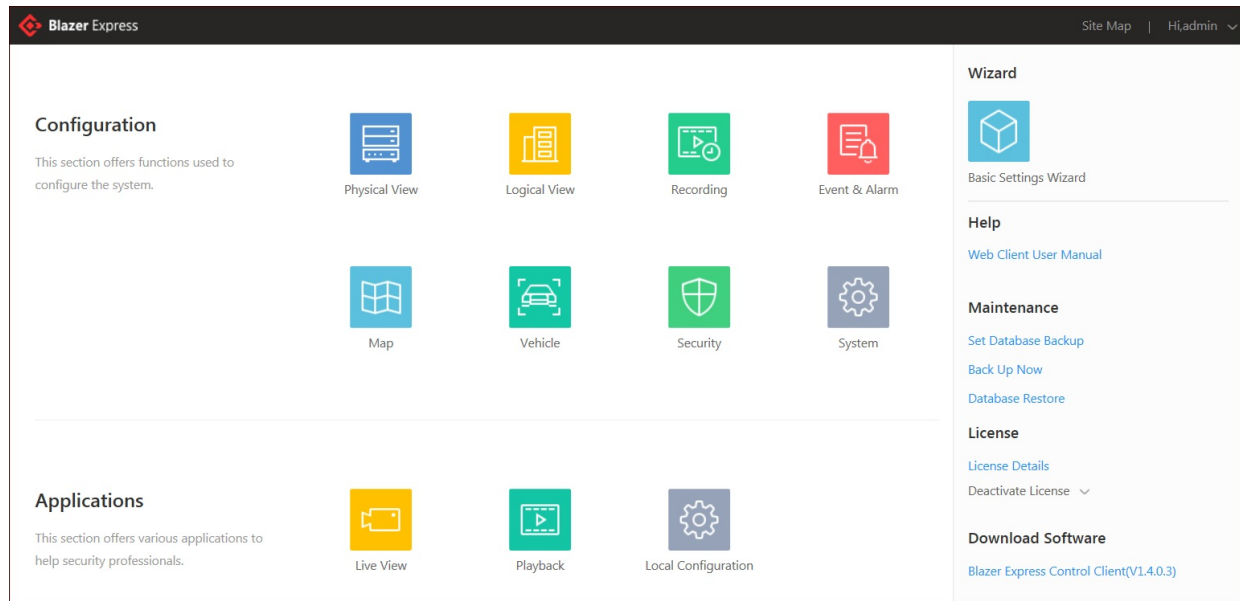 Blazer Express
Site Map | Hi,admin
Configuration
This section offers functions used to
configure the system.
Physical View
Logical View
Recording
Event & Alarm
Map
Vehicle
Security
System
Applications
This section offers various applications to
help security professionals.
Live View
Playback
Local Configuration
Wizard
Basic Settings Wizard
Help
Web Client User Manual
Maintenance
Set Database Backup
Back Up Now
Database Restore
License
License Details
Deactivate License
Download Software
Blazer Express Control Client(V1.4.0.3)